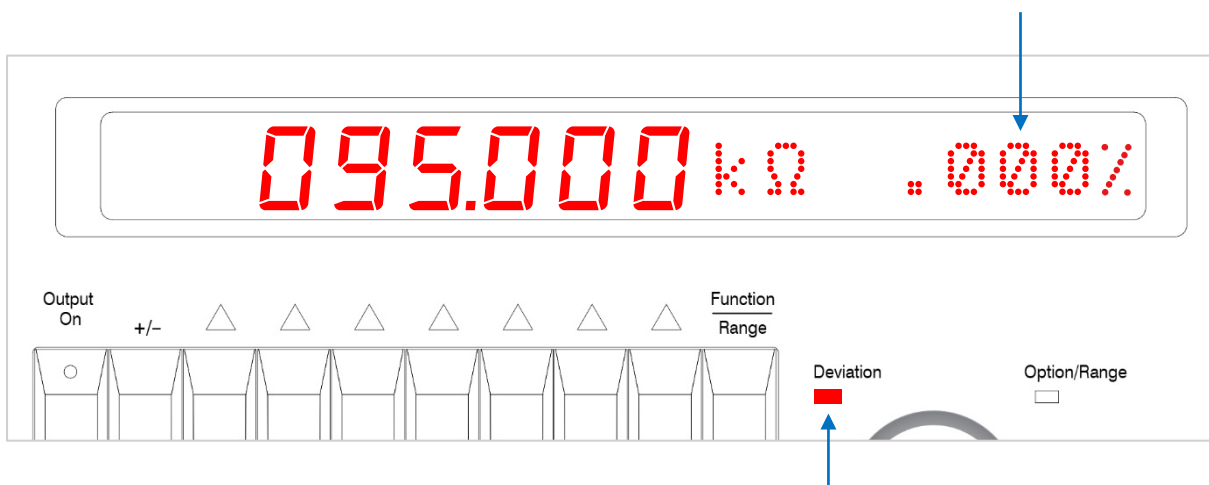 095.000 kΩ .000%
Output
On
+/–
Function
Range
Deviation
Option/Range